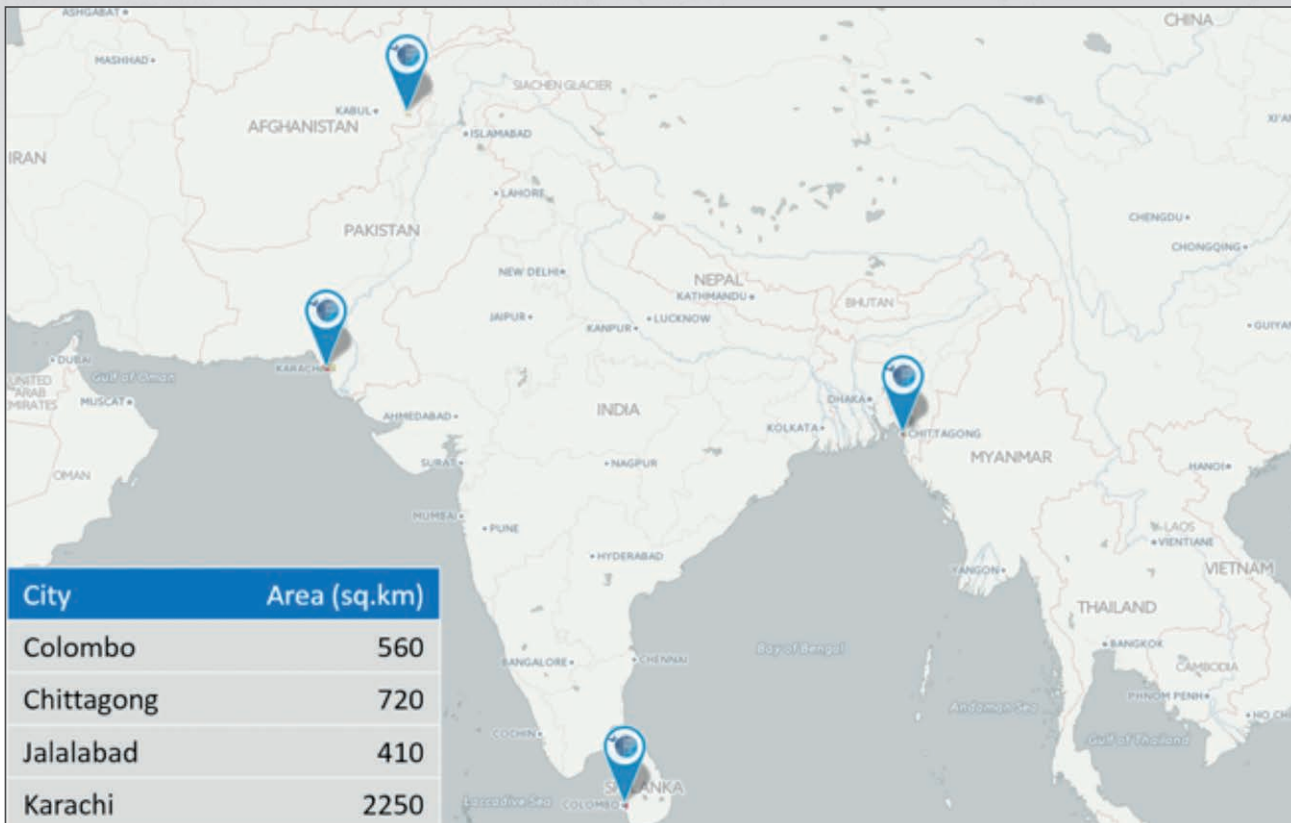 ASHGABAT
CHINA
MASHHAD
SIACHEN GLACIER
KABUL
AFGHANISTAN
ISLAMABAD
XI'AN
IRAN
LAHORE
CHENGDU
PAKISTAN
CHONGQING
NEW DELHI
NEPAL
KATHMANDU
BHUTAN
JAIPUR
LUCKNOW
KANPUR
GUIYAN
DUBAI
KARACHI
Gulf of Oman
UNITED
ARAB
EMIRATES
MUSCAT
DHAKA
AHMEDABAD
INDIA
KOLKATA
CHITTAGONG
MYANMAR
SURAT
NAGPUR
HANOI
OMAN
MUMBAI
PUNE
LAOS
VIENTIANE
HYDERABAD
YANGON
VIETNAM
THAILAND
City Area (sq.km)
Colombo 560
Chittagong 720
Jalalabad 410
Karachi 2250
Bay of Bengal
BANGKOK
BANGALORE
CHENNAI
CAMBODIA
PHNOM PENH
Andaman Sea
HO CHI
COCHIN
Gulf of Thailand
SRI LANKA
Laccadive Sea
COLOMBO